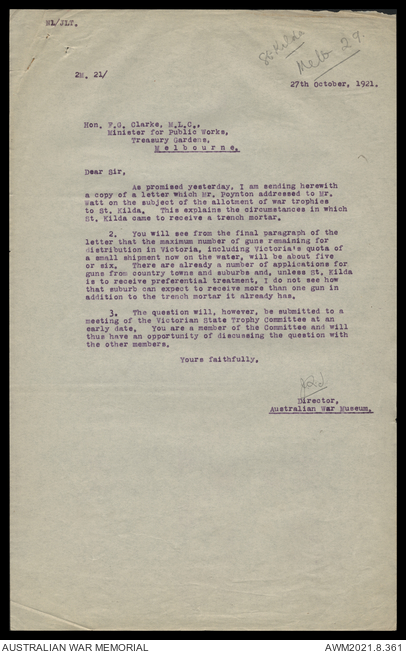 HI/JLT.
St. Kilda
Melb 29.
2M. 21/
27th October, 1921.
Hon. F.G. Clarke, M.L.C.,
Minister for Public Works,
Treasury Gardens,
Melbourne.
Dear Sir,
As promised yesterday, I am sending herewith
a copy of a letter which Mr. Poynton addressed to Mr.
Watt on the subject of the allotment of war trophies
to St. Kilda. This explains the circumstances in which
St. Kilda came to receive a trench mortar.
2. You will see from the final paragraph of the
letter that the maximum number of guns remaining for
distribution in Victoria, including Victoria's quota of
a small shipment now on the water, will be about five
or six. There are already a number of applications for
guns from country towns and suburbs and, unless St. Kilda
is to receive preferential treatment, I do not see how
that suburb can expect to receive more than one gun in
addition to the trench mortar it already has.
3. The question will, however, be submitted to a
meeting of the Victorian State Trophy Committee at an
early date. You are a member of the Committee and will
thus have an opportunity of discussing the question with
the other members.
Yours faithfully.
Director,
Australian War Museum.
AUSTRALIAN WAR MEMORIAL
AWM2021.8.361